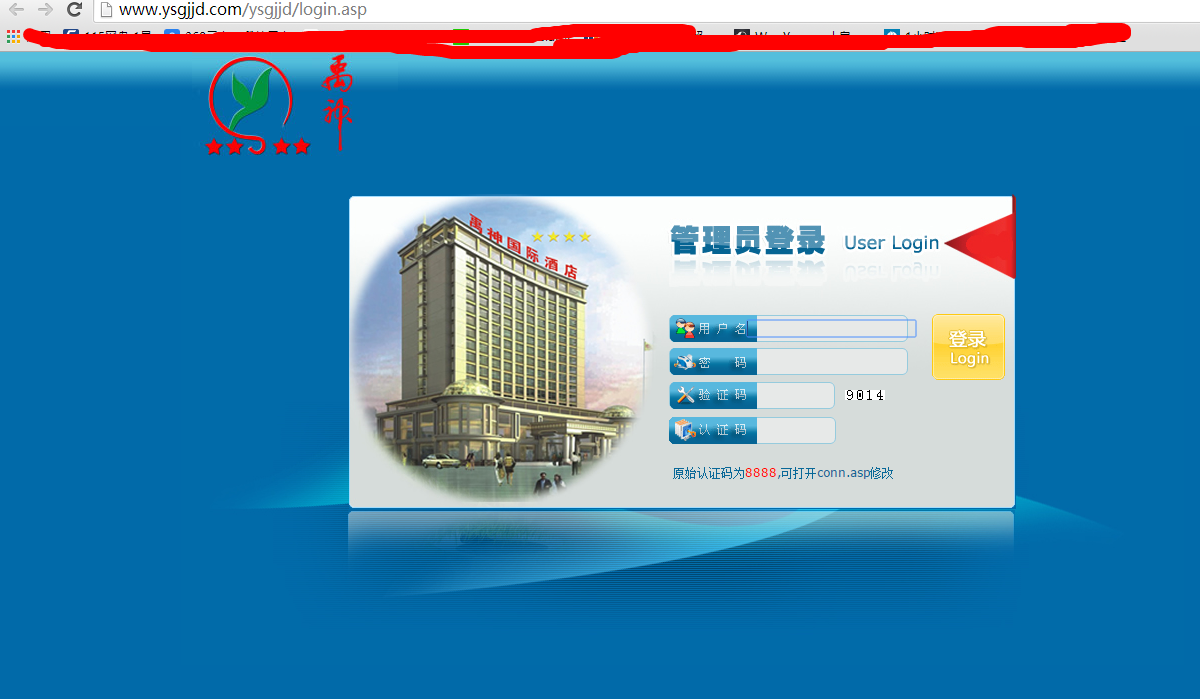 www.ysgjjd.com/ysgjjd/login.asp
禹神
禹神国际酒店
管理员登录 User Login
用户名
登录
Login
密 码
验证码 9014
认证码
原始认证码为8888,可打开conn.asp修改